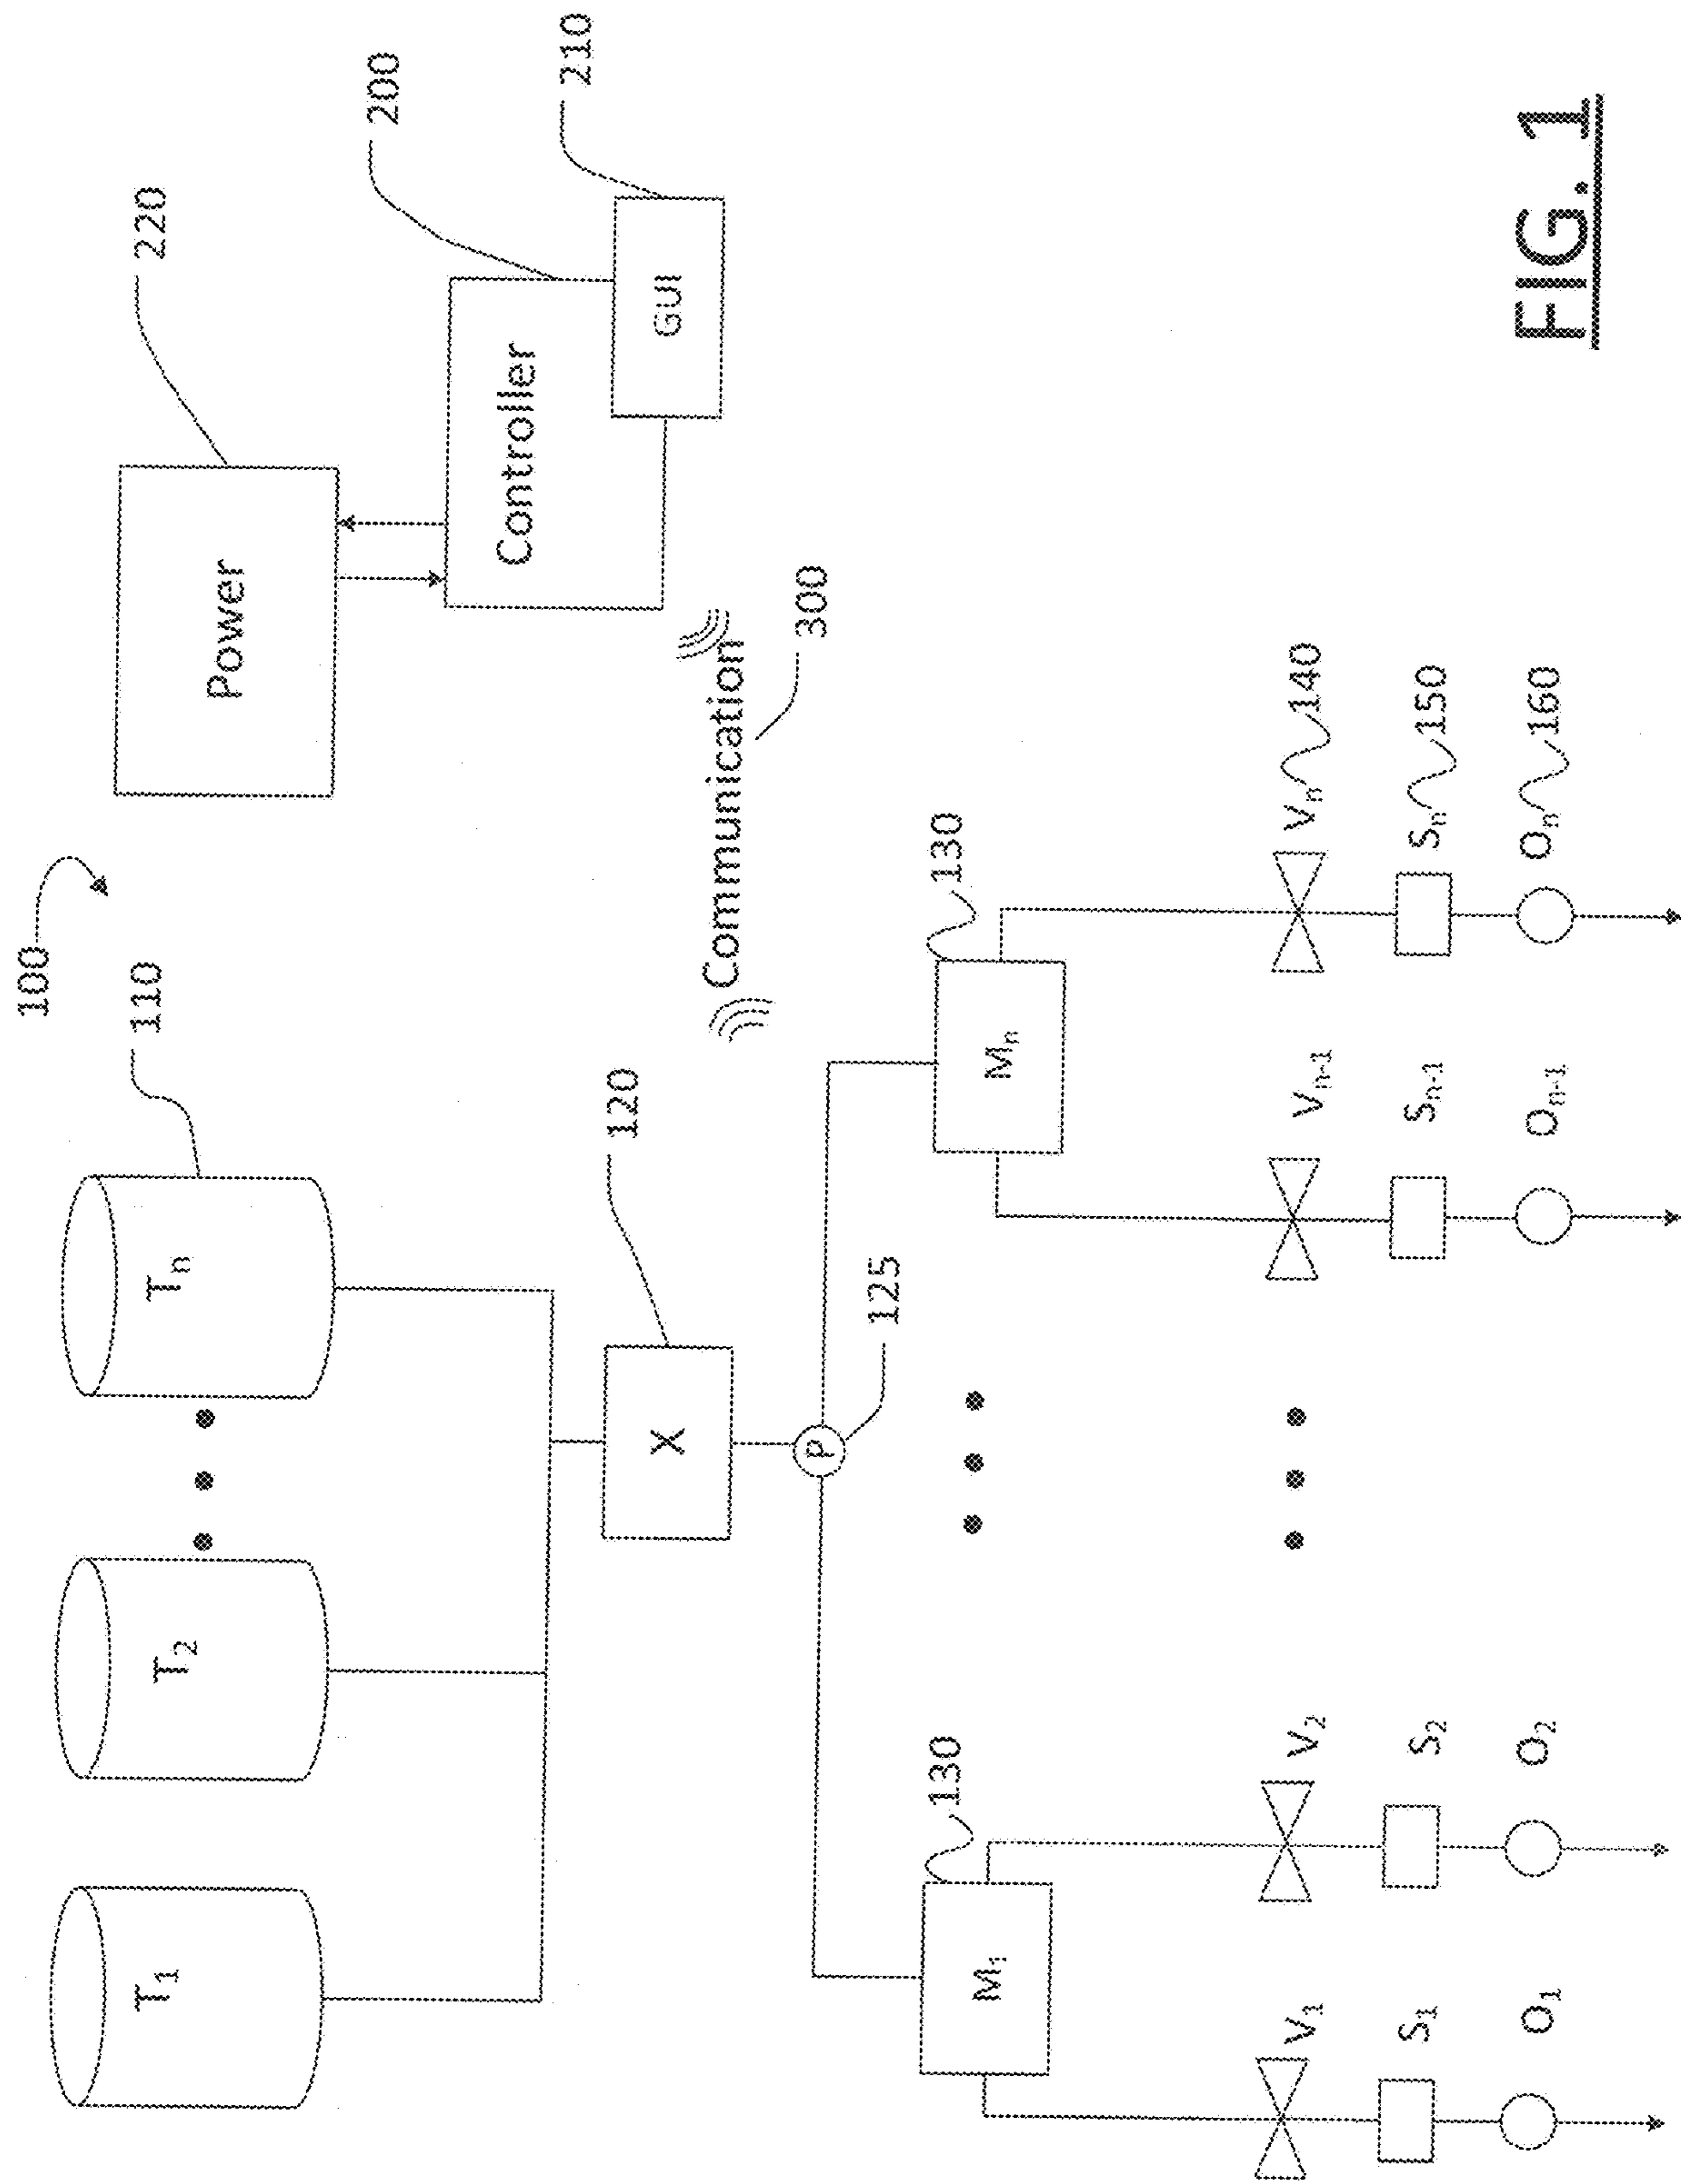 100
110
220
T1
T2
Tn
Power
200
Controller
210
GUI
120
X
Communication
300
P
125
130
M1
130
Mn
V1
V2
Vn-1
Vn
140
S1
S2
Sn-1
Sn
150
O1
O2
On-1
On
160
FIG. 1